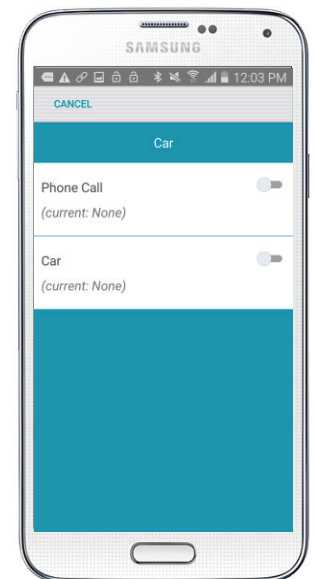 SAMSUNG
12:03 PM
CANCEL
Car
Phone Call
(current: None)
Car
(current: None)